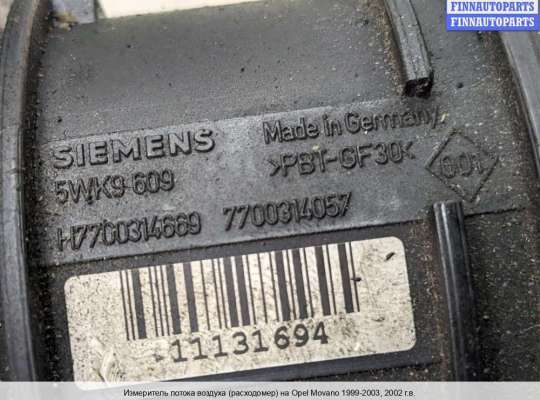 FINNAUTOPARTS
FINNAUTOPARTS
SIEMENS
5WK9 609
Made in Germany
>PBT-GF30<
001
H7700314669 7700314057
11131694
Измеритель потока воздуха (расходомер) на Opel Movano 1999-2003, 2002 г.в.